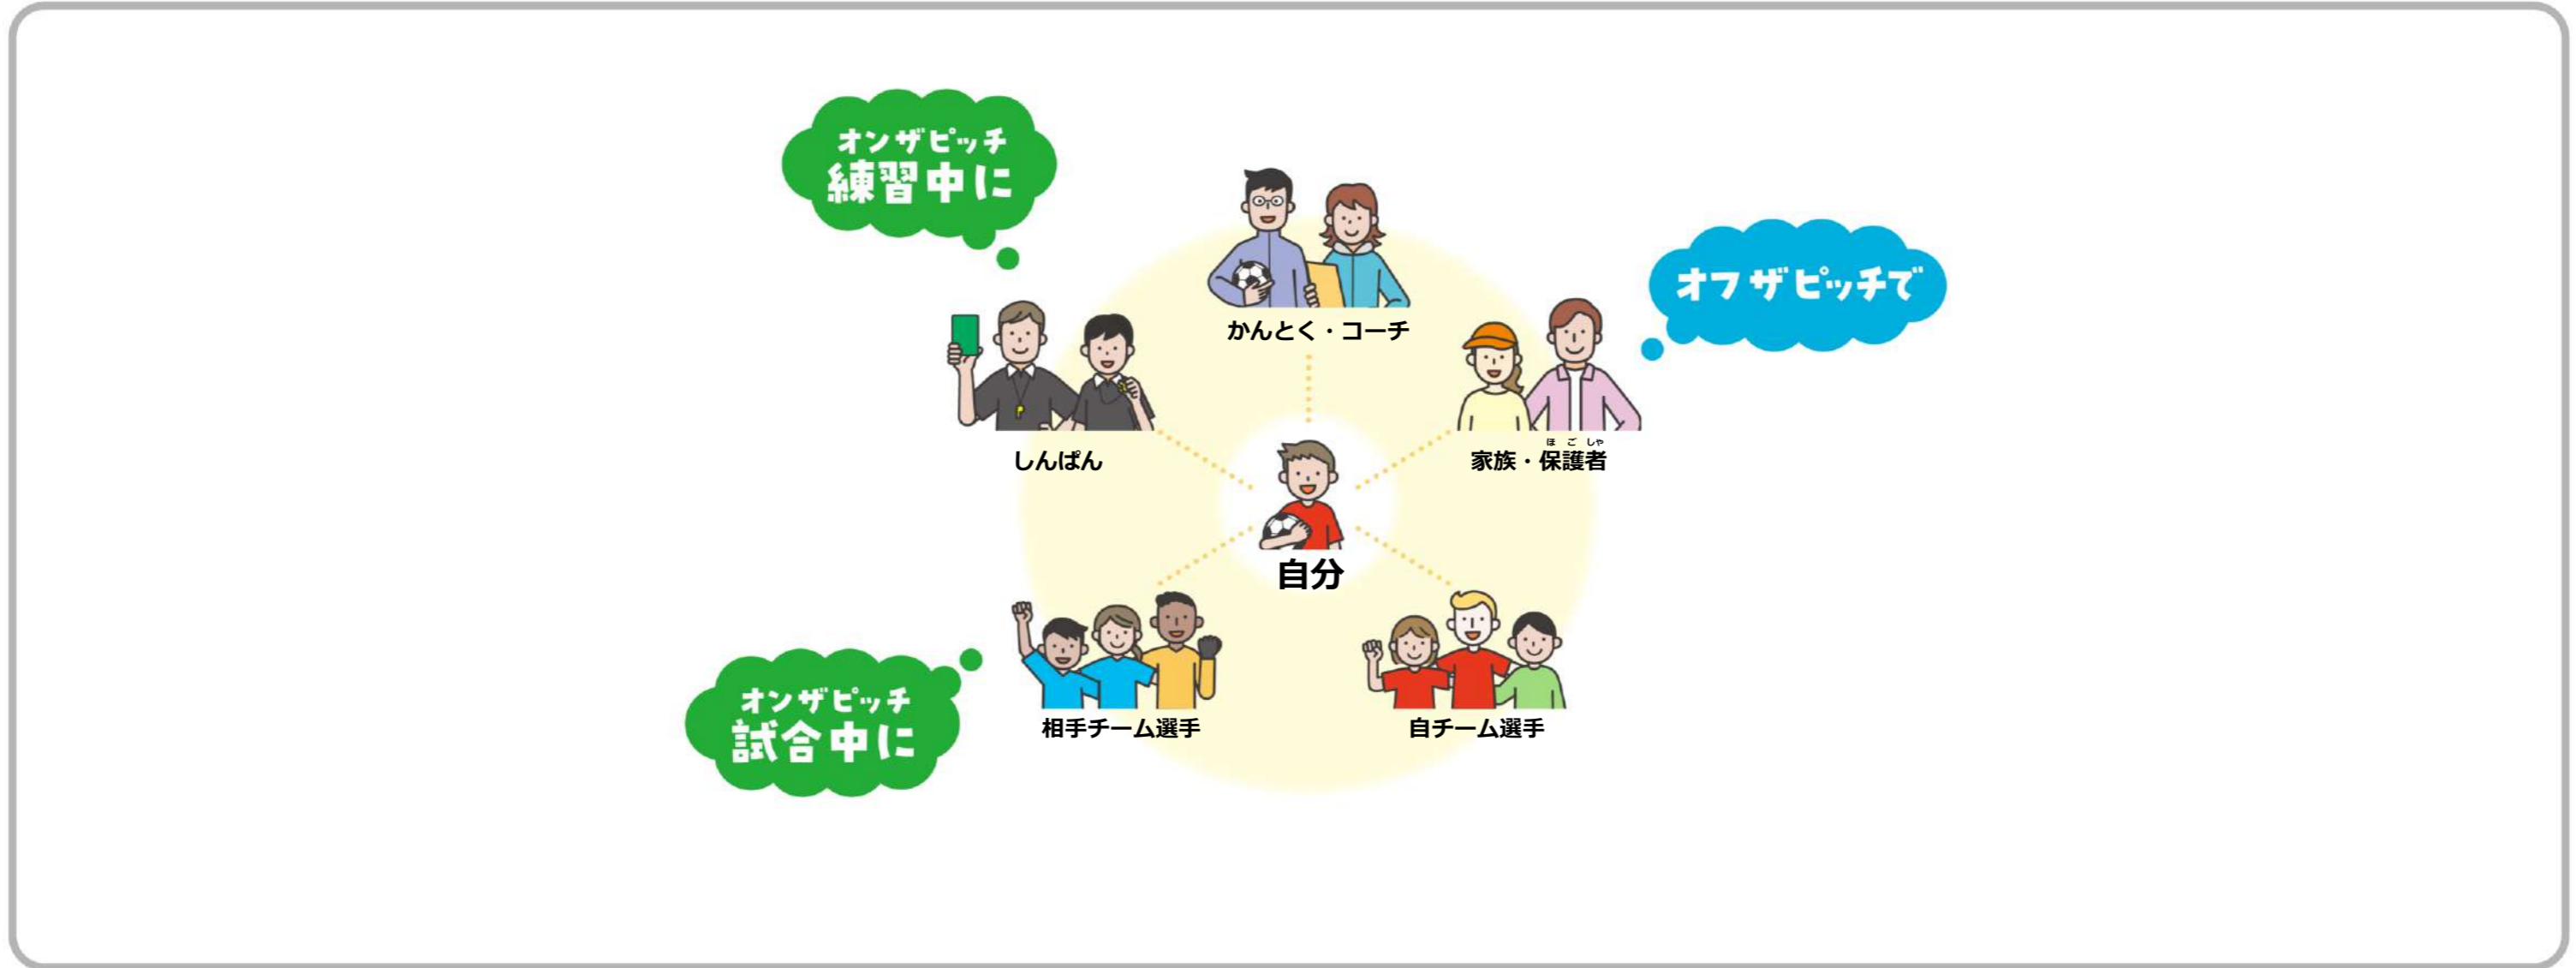 オンザピッチ
練習中に
オフザピッチで
かんとく・コーチ
しんぱん
ほごしゃ
家族・保護者
自分
オンザピッチ
試合中に
相手チーム選手
自チーム選手